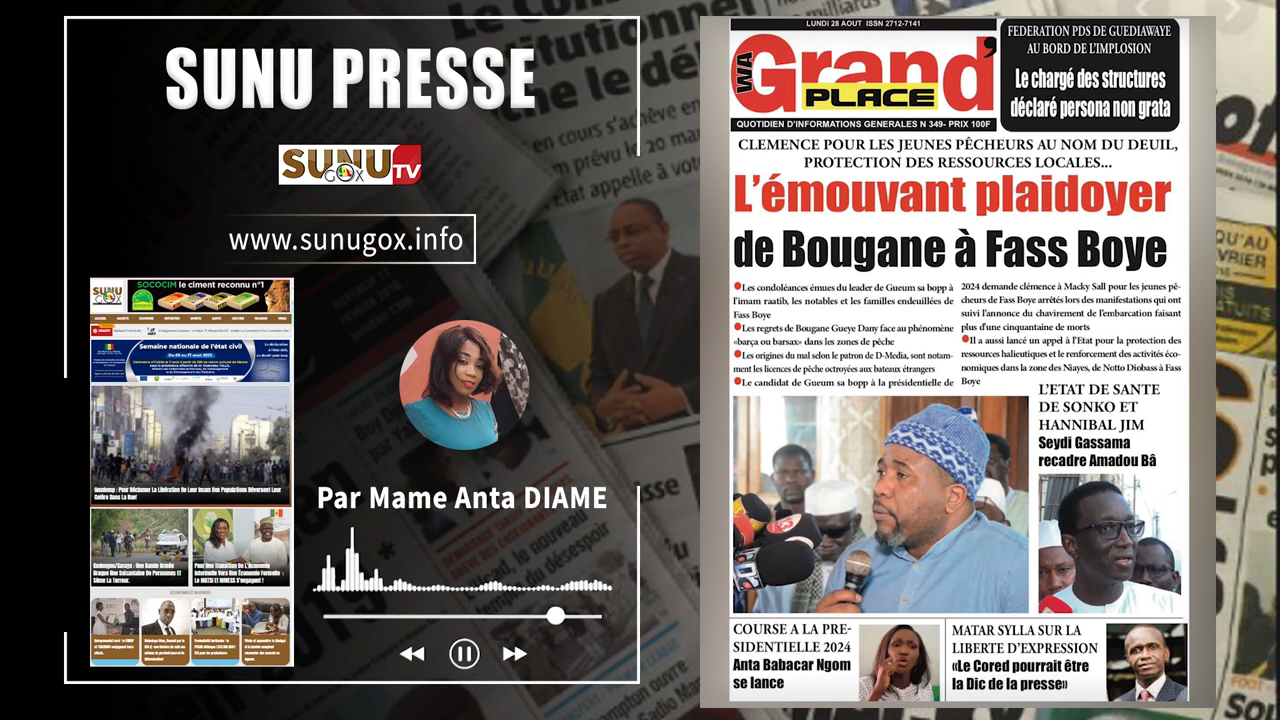 SUNU PRESSE
SUNU GOX TV
www.sunugox.info
SUNU GOX
SOCOCIM le ciment reconnu n°1
Semaine nationale de l'état civil
Par Mame Anta DIAME
LUNDI 28 AOUT ISSN 2712-7141
WA Grand' PLACE
QUOTIDIEN D'INFORMATIONS GENERALES N 349- PRIX 100F
FEDERATION PDS DE GUEDIAWAYE
AU BORD DE L'IMPLOSION
Le chargé des structures
déclaré persona non grata
CLEMENCE POUR LES JEUNES PÊCHEURS AU NOM DU DEUIL,
PROTECTION DES RESSOURCES LOCALES...
L'émouvant plaidoyer
de Bougane à Fass Boye
Les condoléances émues du leader de Gueum sa bopp à
l'imam raatib, les notables et les familles endeuillées de
Fass Boye
Les regrets de Bougane Gueye Dany face au phénomène
«barça ou barsax» dans les zones de pêche
Les origines du mal selon le patron de D-Media, sont notam-
ment les licences de pêche octroyées aux bateaux étrangers
Le candidat de Gueum sa bopp à la présidentielle de
2024 demande clémence à Macky Sall pour les jeunes pê-
cheurs de Fass Boye arrêtés lors des manifestations qui ont
suivi l'annonce du chavirement de l'embarcation faisant
plus d'une cinquantaine de morts
Il a aussi lancé un appel à l'Etat pour la protection des
ressources halieutiques et le renforcement des activités éco-
nomiques dans la zone des Niayes, de Notto Diobass à Fass
Boye
L'ETAT DE SANTE
DE SONKO ET
HANNIBAL JIM
Seydi Gassama
recadre Amadou Bâ
COURSE A LA PRE-
SIDENTIELLE 2024
Anta Babacar Ngom
se lance
MATAR SYLLA SUR LA
LIBERTE D'EXPRESSION
«Le Cored pourrait être
la Dic de la presse»